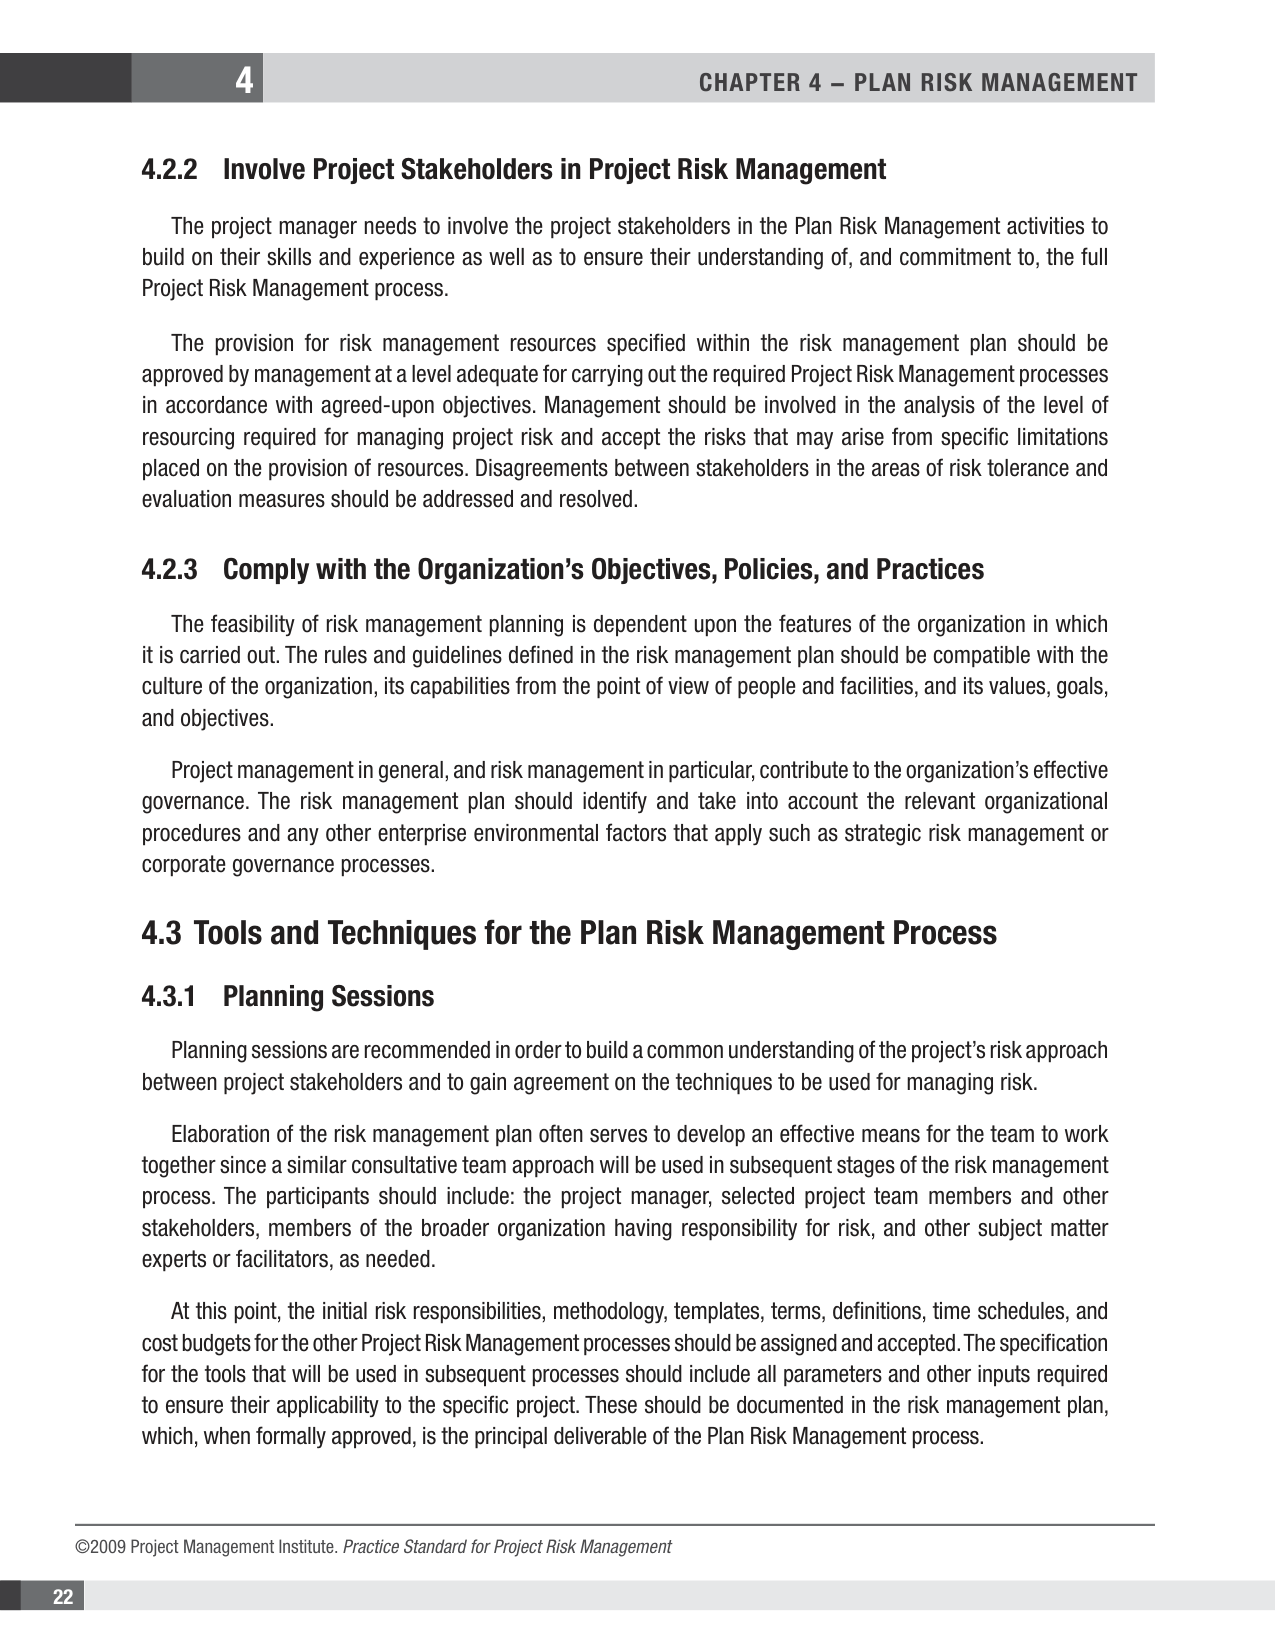 4
CHAPTER 4 – PLAN RISK MANAGEMENT
4.2.2 Involve Project Stakeholders in Project Risk Management
The project manager needs to involve the project stakeholders in the Plan Risk Management activities to
build on their skills and experience as well as to ensure their understanding of, and commitment to, the full
Project Risk Management process.
The provision for risk management resources specified within the risk management plan should be
approved by management at a level adequate for carrying out the required Project Risk Management processes
in accordance with agreed-upon objectives. Management should be involved in the analysis of the level of
resourcing required for managing project risk and accept the risks that may arise from specific limitations
placed on the provision of resources. Disagreements between stakeholders in the areas of risk tolerance and
evaluation measures should be addressed and resolved.
4.2.3 Comply with the Organization’s Objectives, Policies, and Practices
The feasibility of risk management planning is dependent upon the features of the organization in which
it is carried out. The rules and guidelines defined in the risk management plan should be compatible with the
culture of the organization, its capabilities from the point of view of people and facilities, and its values, goals,
and objectives.
Project management in general, and risk management in particular, contribute to the organization’s effective
governance. The risk management plan should identify and take into account the relevant organizational
procedures and any other enterprise environmental factors that apply such as strategic risk management or
corporate governance processes.
4.3 Tools and Techniques for the Plan Risk Management Process
4.3.1 Planning Sessions
Planning sessions are recommended in order to build a common understanding of the project’s risk approach
between project stakeholders and to gain agreement on the techniques to be used for managing risk.
Elaboration of the risk management plan often serves to develop an effective means for the team to work
together since a similar consultative team approach will be used in subsequent stages of the risk management
process. The participants should include: the project manager, selected project team members and other
stakeholders, members of the broader organization having responsibility for risk, and other subject matter
experts or facilitators, as needed.
At this point, the initial risk responsibilities, methodology, templates, terms, definitions, time schedules, and
cost budgets for the other Project Risk Management processes should be assigned and accepted. The specification
for the tools that will be used in subsequent processes should include all parameters and other inputs required
to ensure their applicability to the specific project. These should be documented in the risk management plan,
which, when formally approved, is the principal deliverable of the Plan Risk Management process.
©2009 Project Management Institute. Practice Standard for Project Risk Management
22